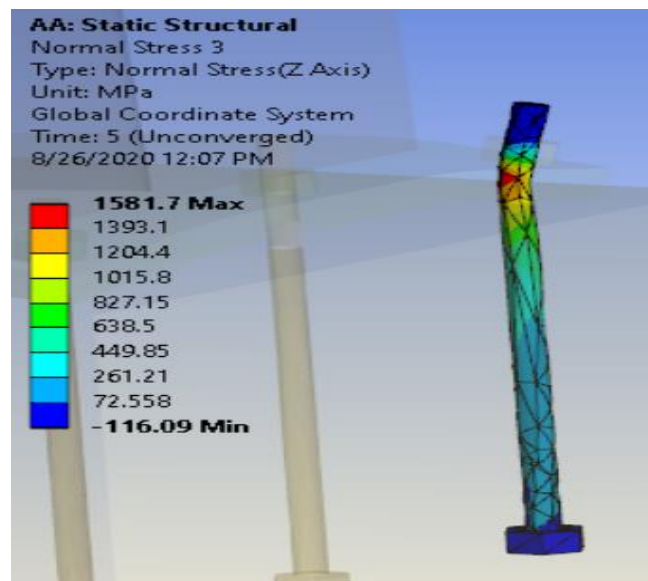 AA: Static Structural
Normal Stress 3
Type: Normal Stress(Z Axis)
Unit: MPa
Global Coordinate System
Time: 5 (Unconverged)
8/26/2020 12:07 PM
1581.7 Max
1393.1
1204.4
1015.8
827.15
638.5
449.85
261.21
72.558
-116.09 Min